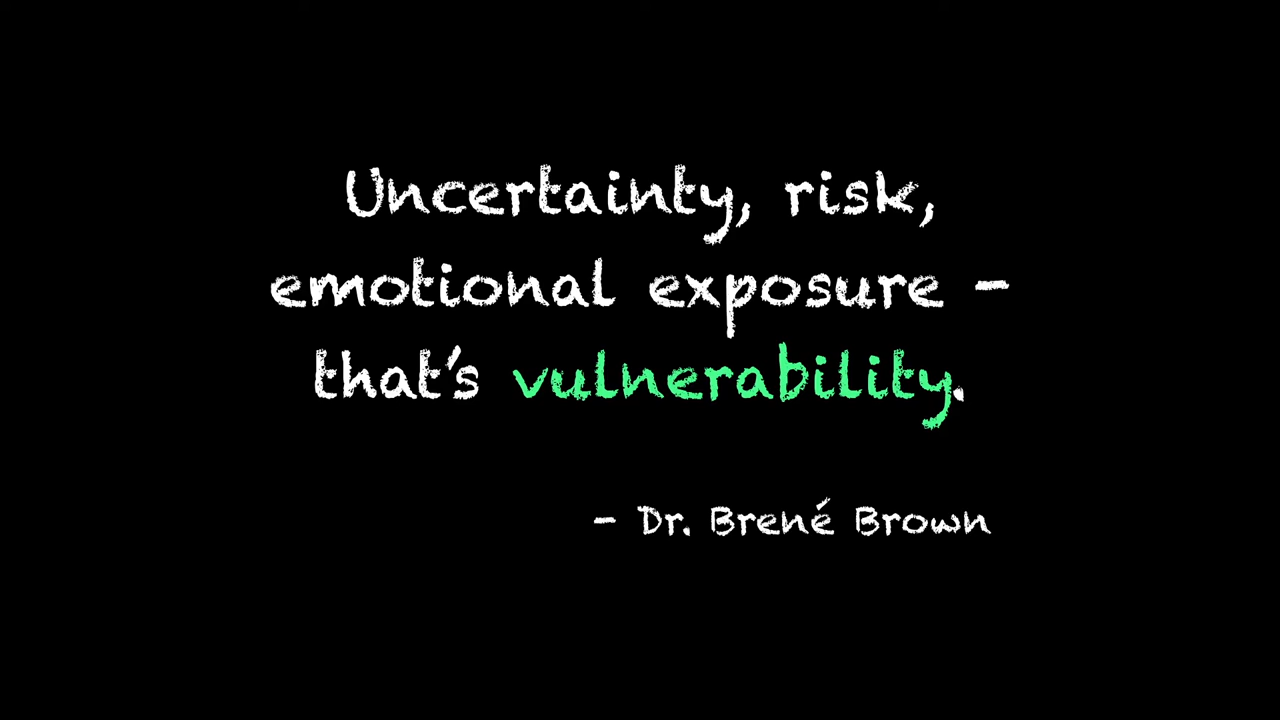 Uncertainty, risk,
emotional exposure -
that's vulnerability.
- Dr. Brené Brown